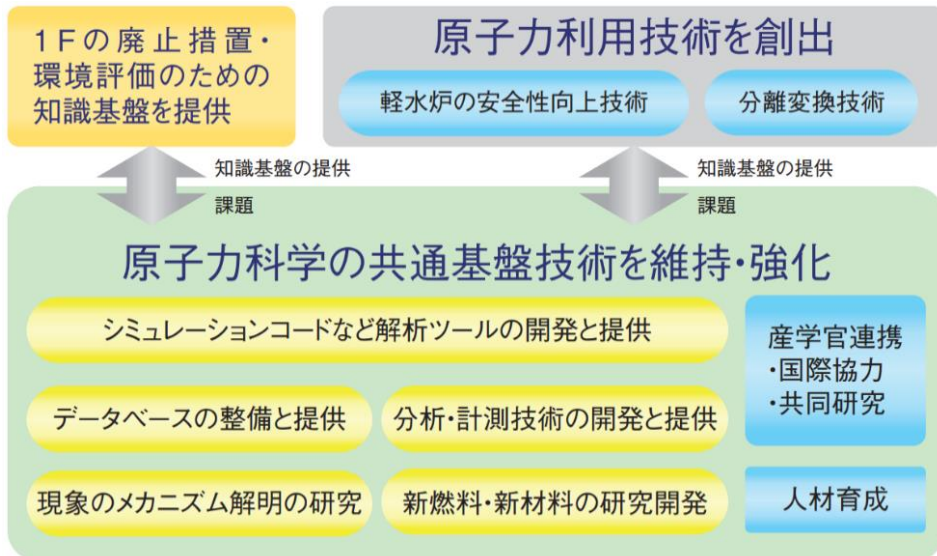 1Fの廃止措置・
環境評価のための
知識基盤を提供
原子力利用技術を創出
軽水炉の安全性向上技術
分離変換技術
知識基盤の提供
課題
知識基盤の提供
課題
原子力科学の共通基盤技術を維持・強化
シミュレーションコードなど解析ツールの開発と提供
データベースの整備と提供
分析・計測技術の開発と提供
現象のメカニズム解明の研究
新燃料・新材料の研究開発
産学官連携
・国際協力
・共同研究
人材育成